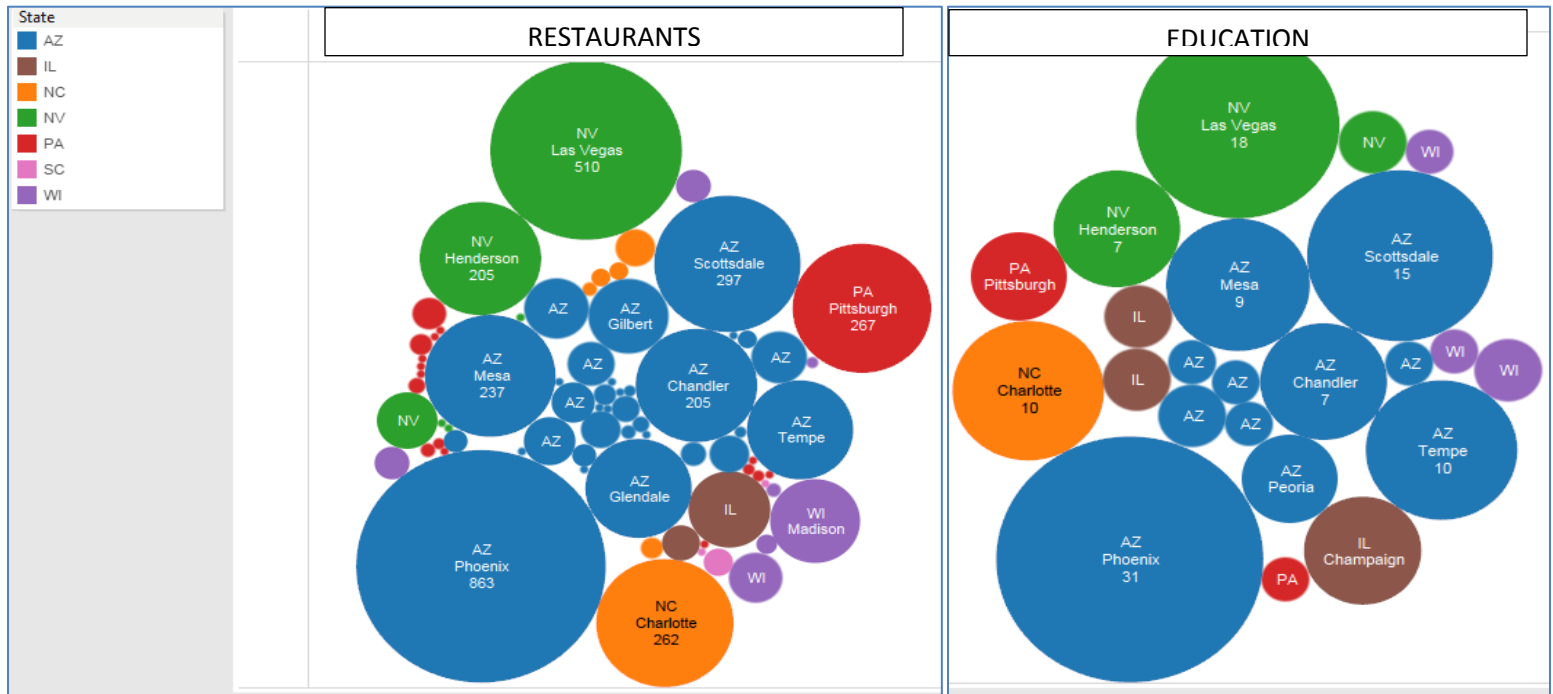 State
AZ
IL
NC
NV
PA
SC
WI
RESTAURANTS
NV
Las Vegas
510
NV
Henderson
205
AZ
Scottsdale
297
PA
Pittsburgh
267
AZ
AZ
Gilbert
AZ
Mesa
237
AZ
AZ
Chandler
205
AZ
AZ
NV
AZ
AZ
Tempe
AZ
Glendale
IL
WI
Madison
AZ
Phoenix
863
WI
NC
Charlotte
262
EDUCATION
NV
Las Vegas
18
NV
WI
NV
Henderson
7
AZ
Scottsdale
15
PA
Pittsburgh
AZ
Mesa
9
IL
NC
Charlotte
10
IL
AZ
AZ
AZ
Chandler
7
AZ
WI
WI
AZ
AZ
AZ
Tempe
10
AZ
Peoria
AZ
Phoenix
31
IL
Champaign
PA